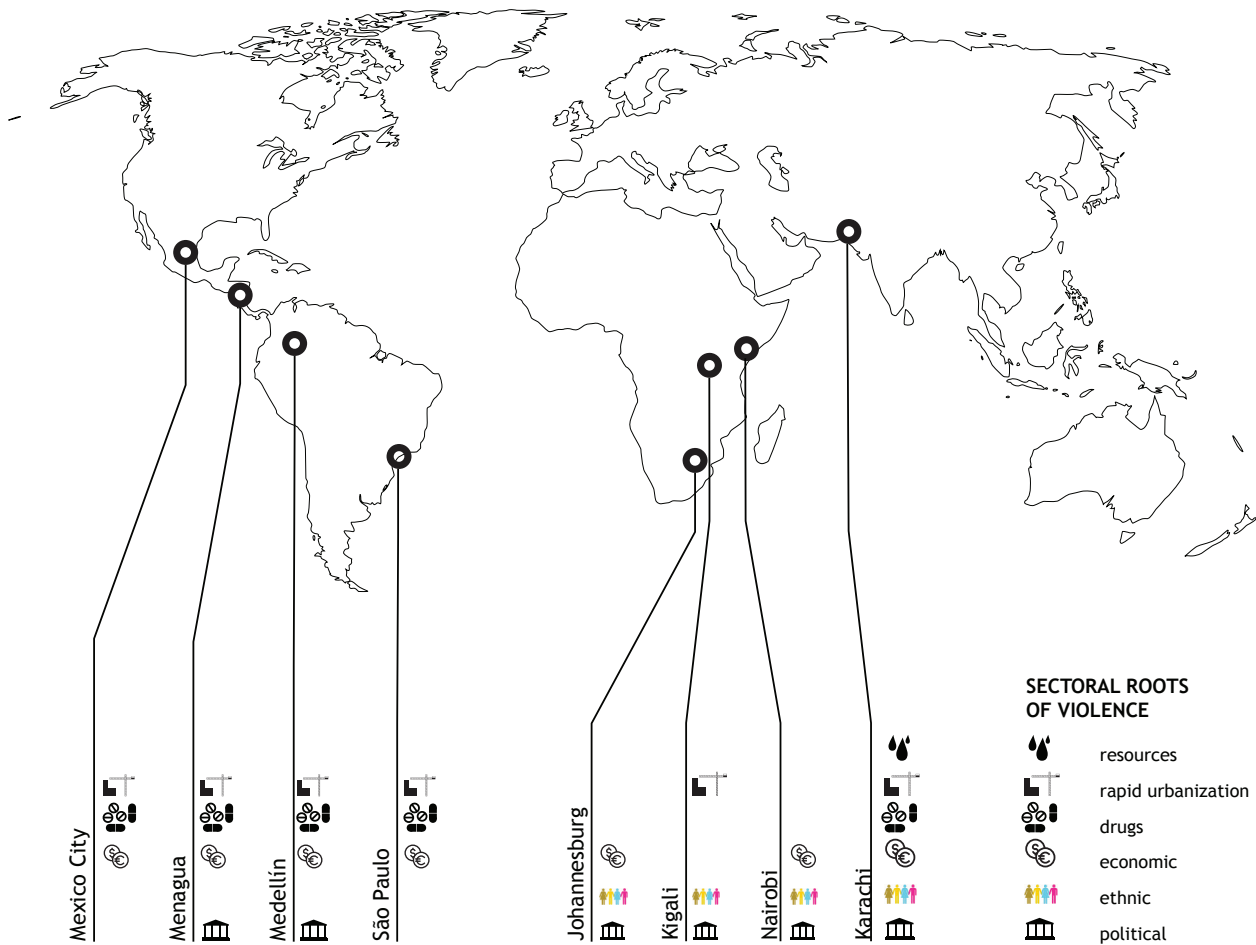 Mexico City
Menagua
Medellín
São Paulo
Johannesburg
Kigali
Nairobi
Karachi
SECTORAL ROOTS
OF VIOLENCE
resources
rapid urbanization
drugs
economic
ethnic
political